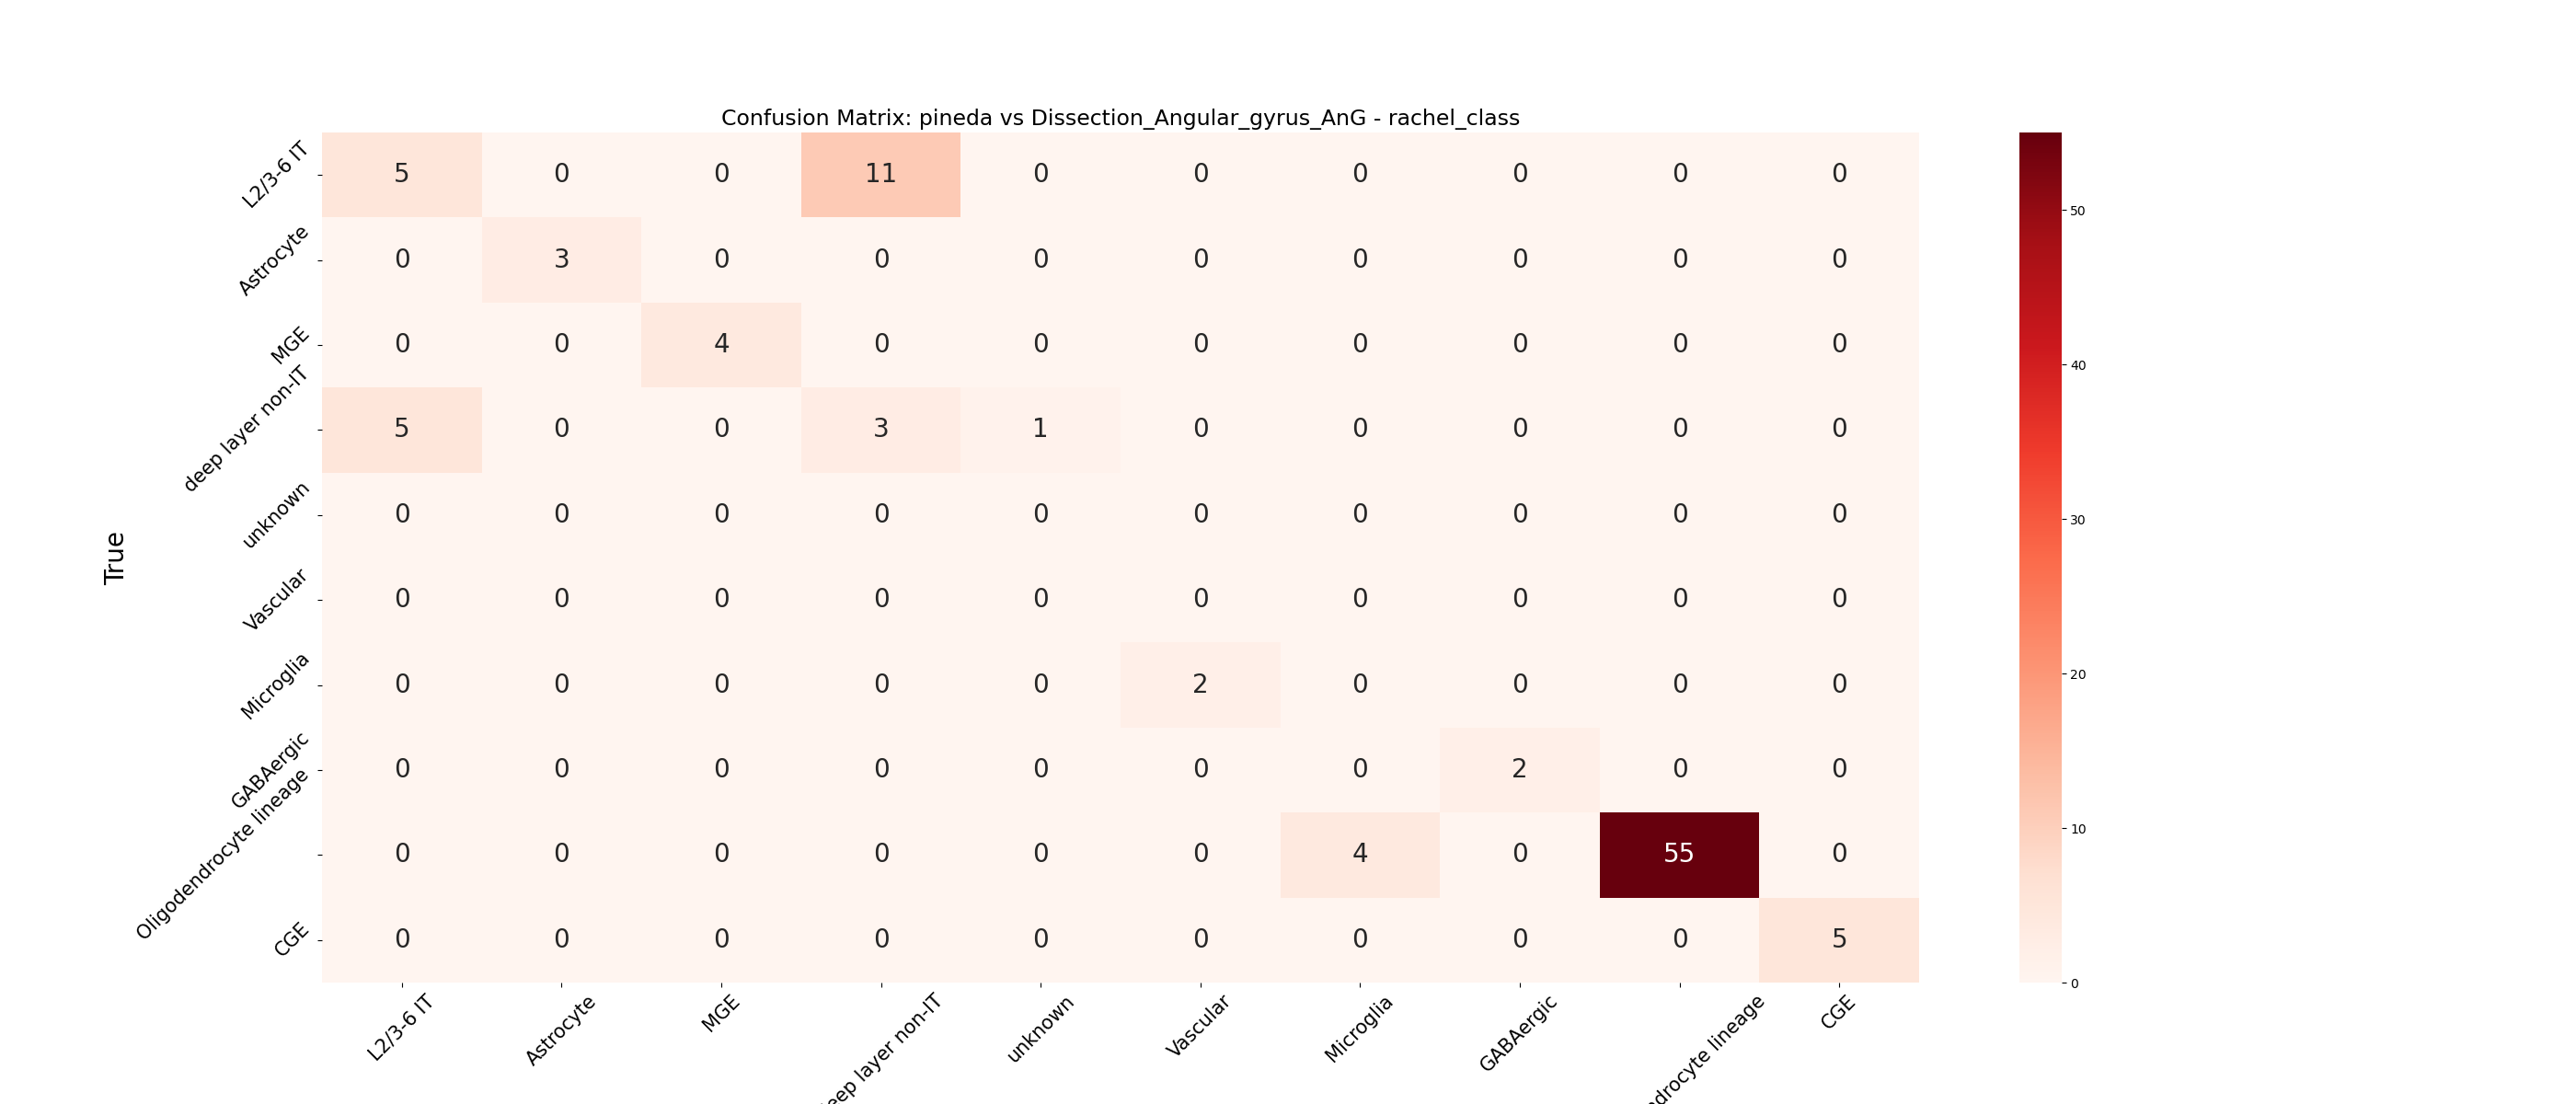 Confusion Matrix: pineda vs Dissection_Angular_gyrus_AnG - rachel_class
True
L2/3-6 IT 5 0 0 11 0 0 0 0 0 0
Astrocyte 0 3 0 0 0 0 0 0 0 0
MGE 0 0 4 0 0 0 0 0 0 0
deep layer non-IT 5 0 0 3 1 0 0 0 0 0
unknown 0 0 0 0 0 0 0 0 0 0
Vascular 0 0 0 0 0 0 0 0 0 0
Microglia 0 0 0 0 0 2 0 0 0 0
GABAergic 0 0 0 0 0 0 0 2 0 0
Oligodendrocyte lineage 0 0 0 0 0 0 4 0 55 0
CGE 0 0 0 0 0 0 0 0 0 5
L2/3-6 IT Astrocyte MGE layer non-IT unknown Vascular Microglia GABAergic lineage CGE
50
40
30
20
10
0